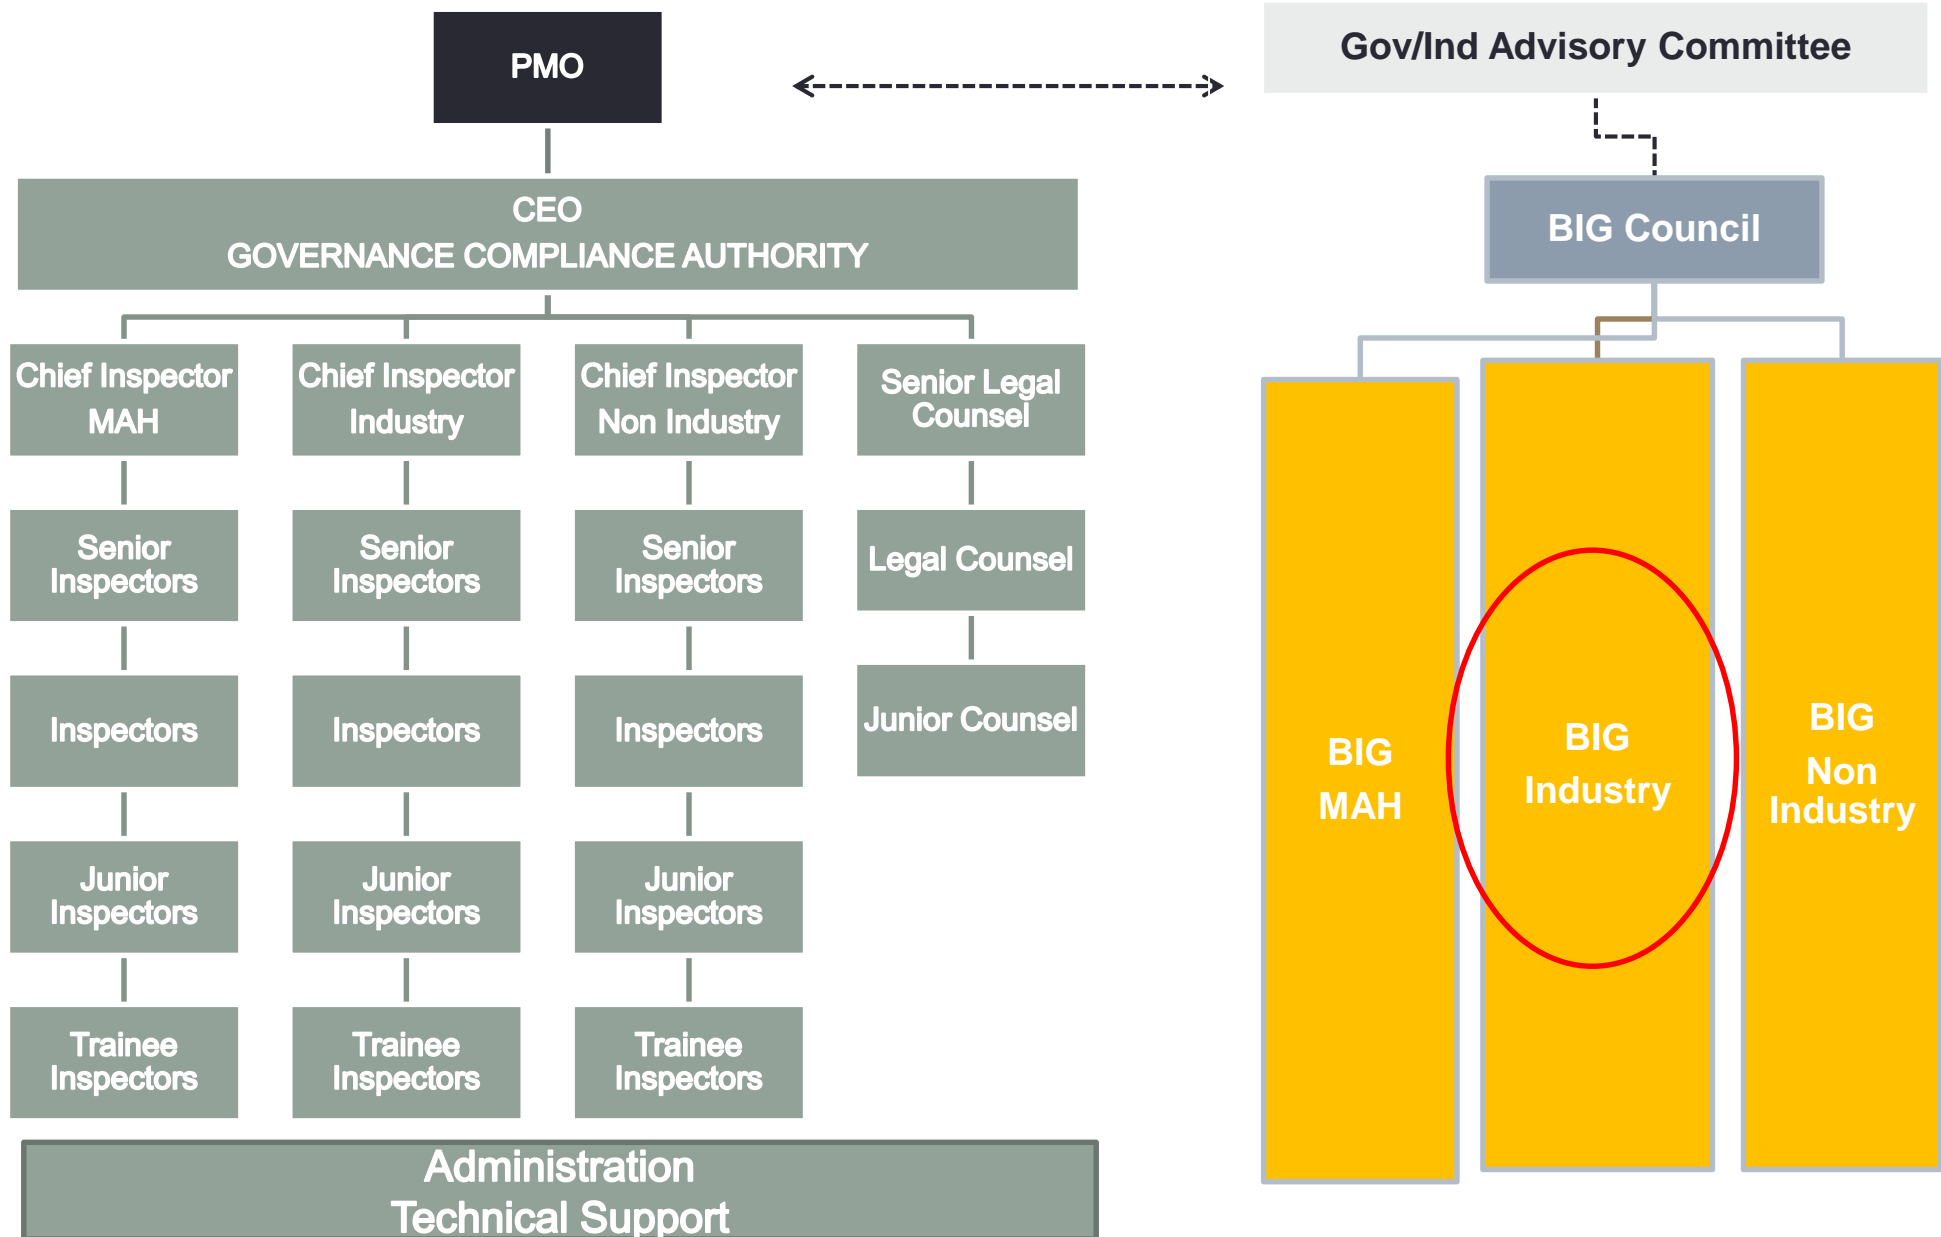 PMO
Gov/Ind Advisory Committee
CEO
GOVERNANCE COMPLIANCE AUTHORITY
BIG Council
Chief Inspector
MAH
Chief Inspector
Industry
Chief Inspector
Non Industry
Senior Legal
Counsel
Senior
Inspectors
Senior
Inspectors
Senior
Inspectors
Legal Counsel
Inspectors
Inspectors
Inspectors
Junior Counsel
Junior
Inspectors
Junior
Inspectors
Junior
Inspectors
Trainee
Inspectors
Trainee
Inspectors
Trainee
Inspectors
Administration
Technical Support
BIG
MAH
BIG
Industry
BIG
Non
Industry